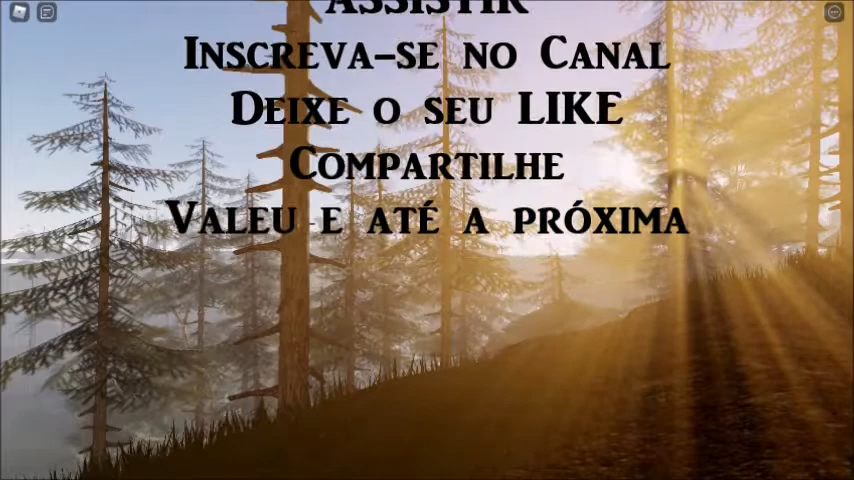 ASSISTIR
INSCREVA-SE NO CANAL
DEIXE O SEU LIKE
COMPARTILHE
VALEU E ATÉ A PRÓXIMA